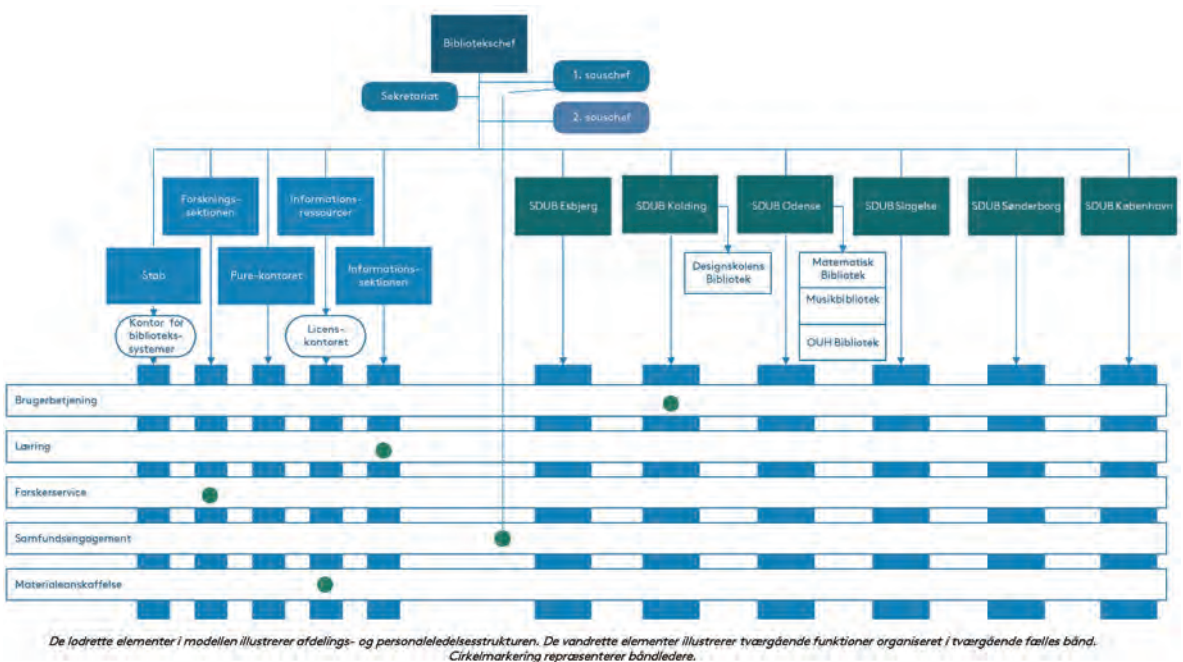 Bibliotekschef
1. souschef
Sekretariat
2. souschef
Forsknings-
sektionen
Informations-
ressourcer
SDUB Esbjerg
SDUB Kolding
SDUB Odense
SDUB Slagelse
SDUB Sønderborg
SDUB København
Stab
Pure-kontoret
Informations-
sektionen
Designskolens
Bibliotek
Matematisk
Bibliotek
Musikbibliotek
OUH Bibliotek
Kontor for
biblioteks-
systemer
Licens-
kontoret
Brugerbetjening
Læring
Forskerservice
Samfundsengagement
Materialeanskaffelse
De lodrette elementer i modellen illustrerer afdelings- og personaleledelsesstrukturen. De vandrette elementer illustrerer tværgående funktioner organiseret i tværgående fælles bånd.
Cirkelmarkering repræsenterer båndledere.